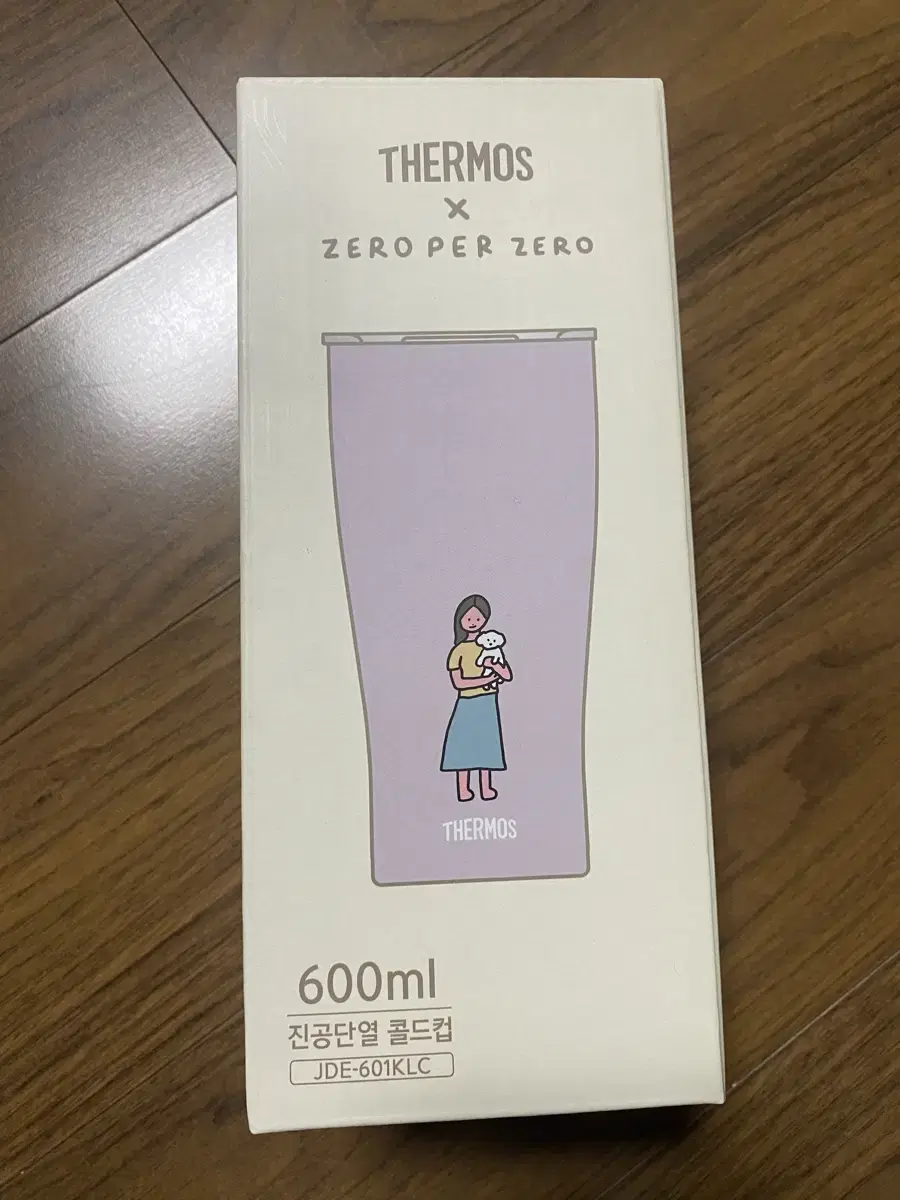 THERMOS
X
ZERO PER ZERO
THERMOS
600ml
진공단열 콜드컵
JDE-601KLC